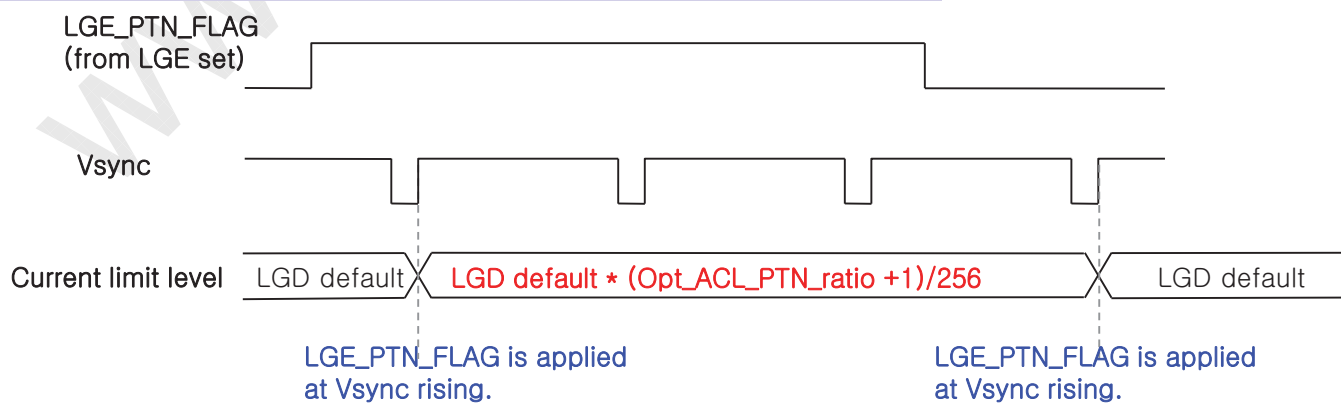 LGE_PTN_FLAG
(from LGE set)
Vsync
Current limit level
LGD default
LGD default * (Opt_ACL_PTN_ratio +1)/256
LGD default
LGE_PTN_FLAG is applied
at Vsync rising.
LGE_PTN_FLAG is applied
at Vsync rising.